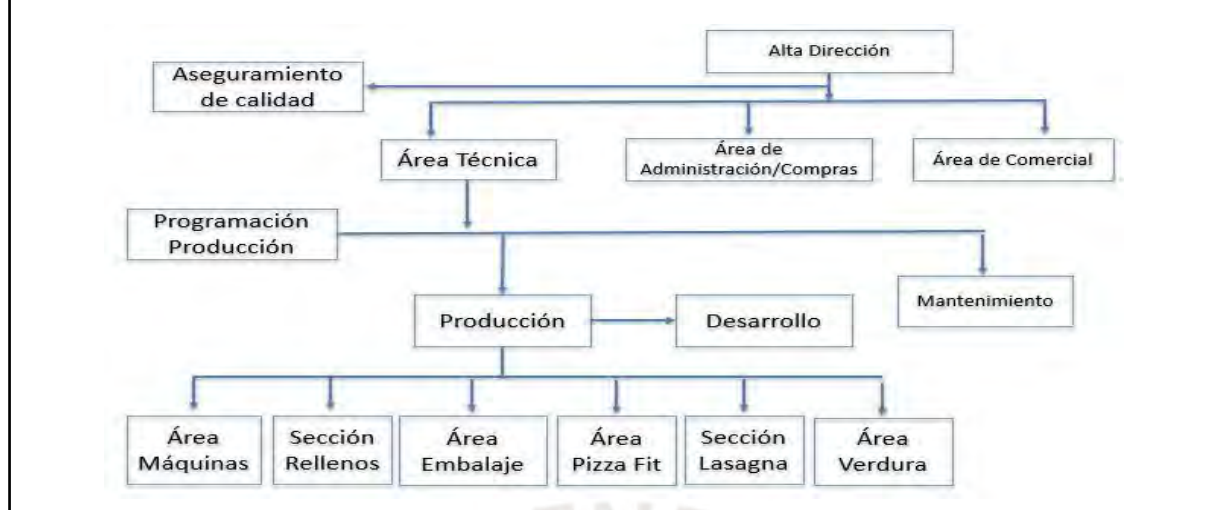 Alta Dirección
Aseguramiento
de calidad
Área Técnica
Área de
Administración/Compras
Área de Comercial
Programación
Producción
Mantenimiento
Producción
Desarrollo
Área
Máquinas
Sección
Rellenos
Área
Embalaje
Área
Pizza Fit
Sección
Lasagna
Área
Verdura